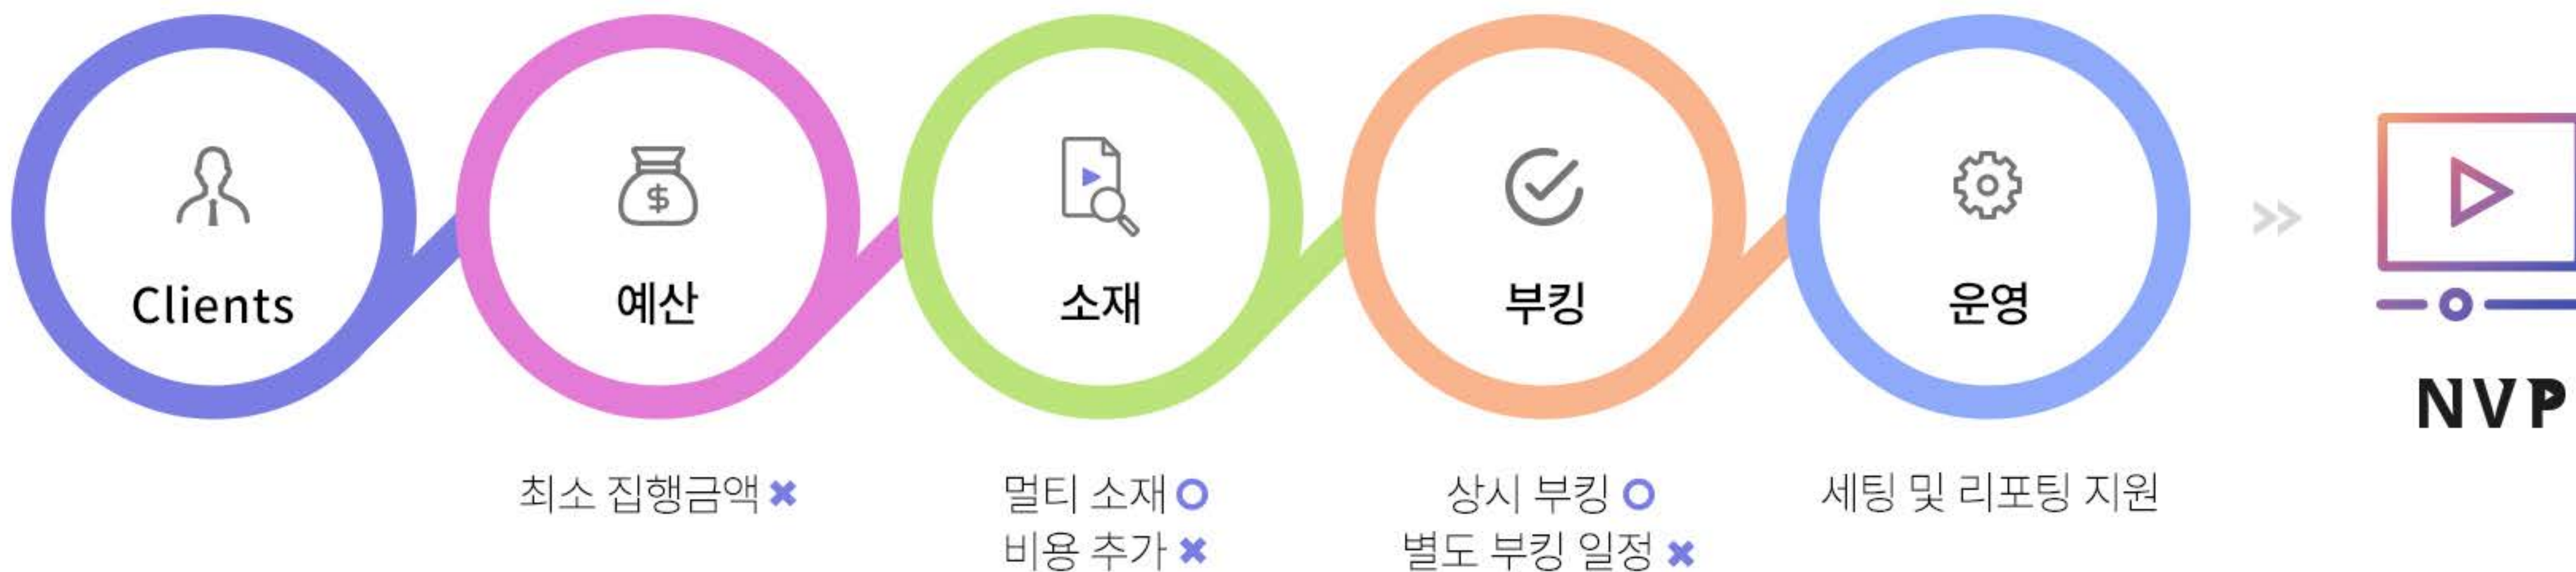 Clients
예산
소재
부킹
운영
NVP
최소 집행금액 ✖
멀티 소재 O
비용 추가 ✖
상시 부킹 O
별도 부킹 일정 ✖
세팅 및 리포팅 지원